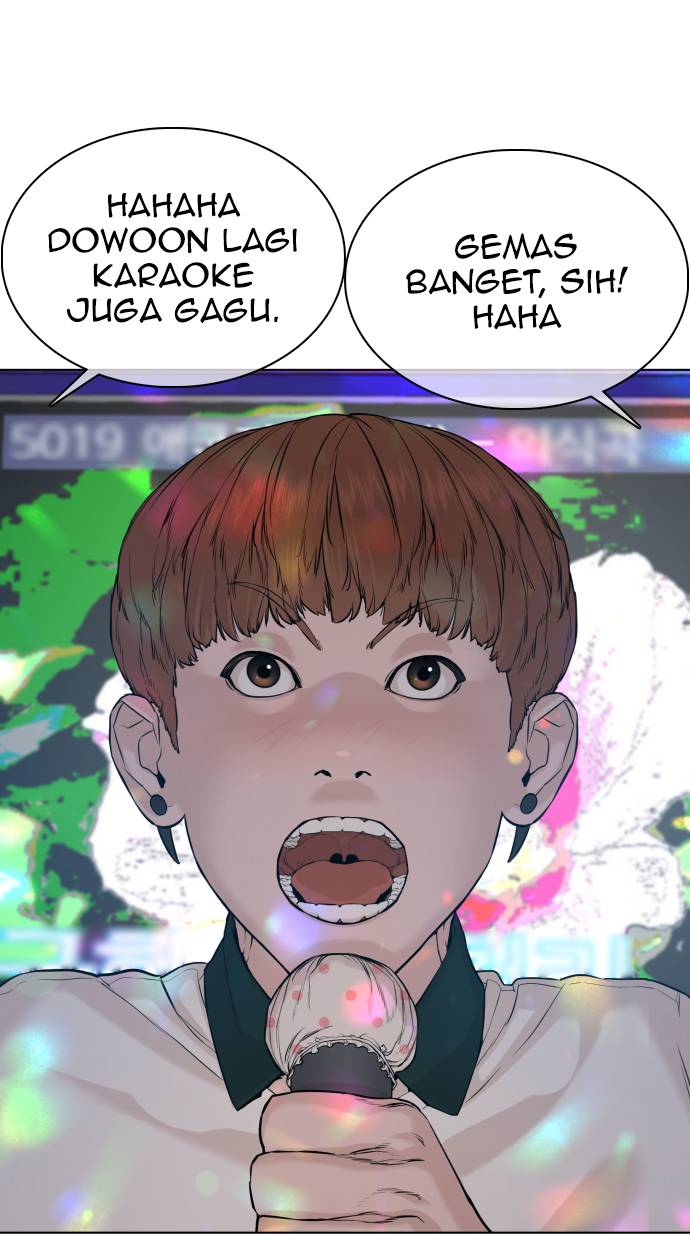 HAHAHA
DOWOON LAGI
KARAOKE
JUGA GAGU.
GEMAS
BANGET, SIH!
HAHA
5019